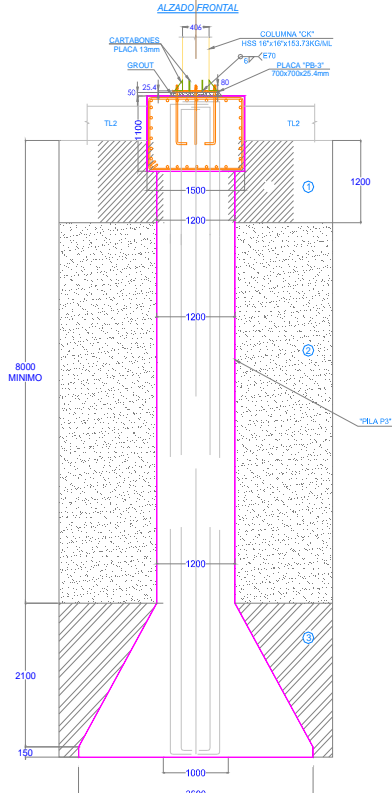 ALZADO FRONTAL
406
COLUMNA "CK"
HSS 16"x16"x153.73KG/ML
CARTABONES
PLACA 13mm
E70
6
GROUT
25.4
80
PLACA "PB-3"
700x700x25.4mm
50
TL2
TL2
1100
1
1500
1200
1200
1200
2
8000
MINIMO
"PILA P3"
1200
3
2100
150
1000